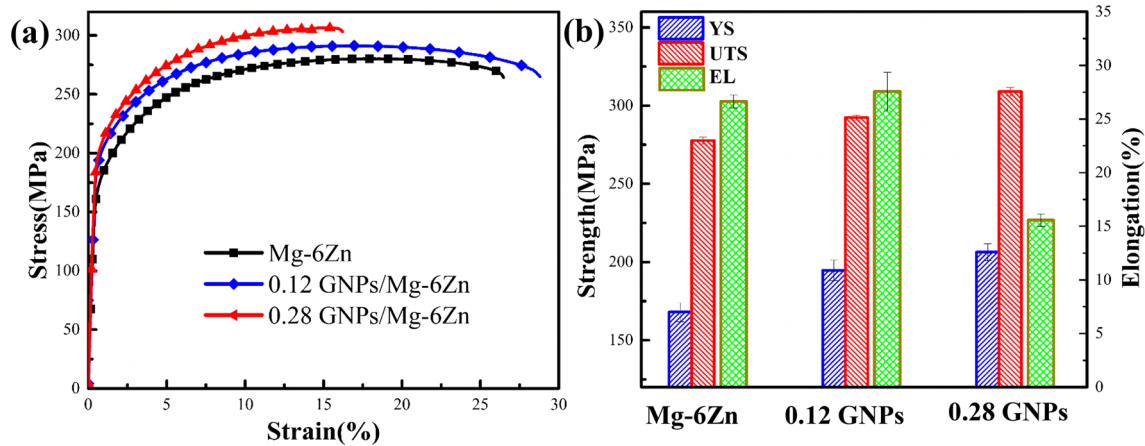 (a)
Stress(MPa)
300
250
200
150
100
50
0
Mg-6Zn
0.12 GNPs/Mg-6Zn
0.28 GNPs/Mg-6Zn
0 5 10 15 20 25 30
Strain(%)
(b)
YS
UTS
EL
Strength(MPa)
350
300
250
200
150
Elongation(%)
35
30
25
20
15
10
5
0
Mg-6Zn 0.12 GNPs 0.28 GNPs